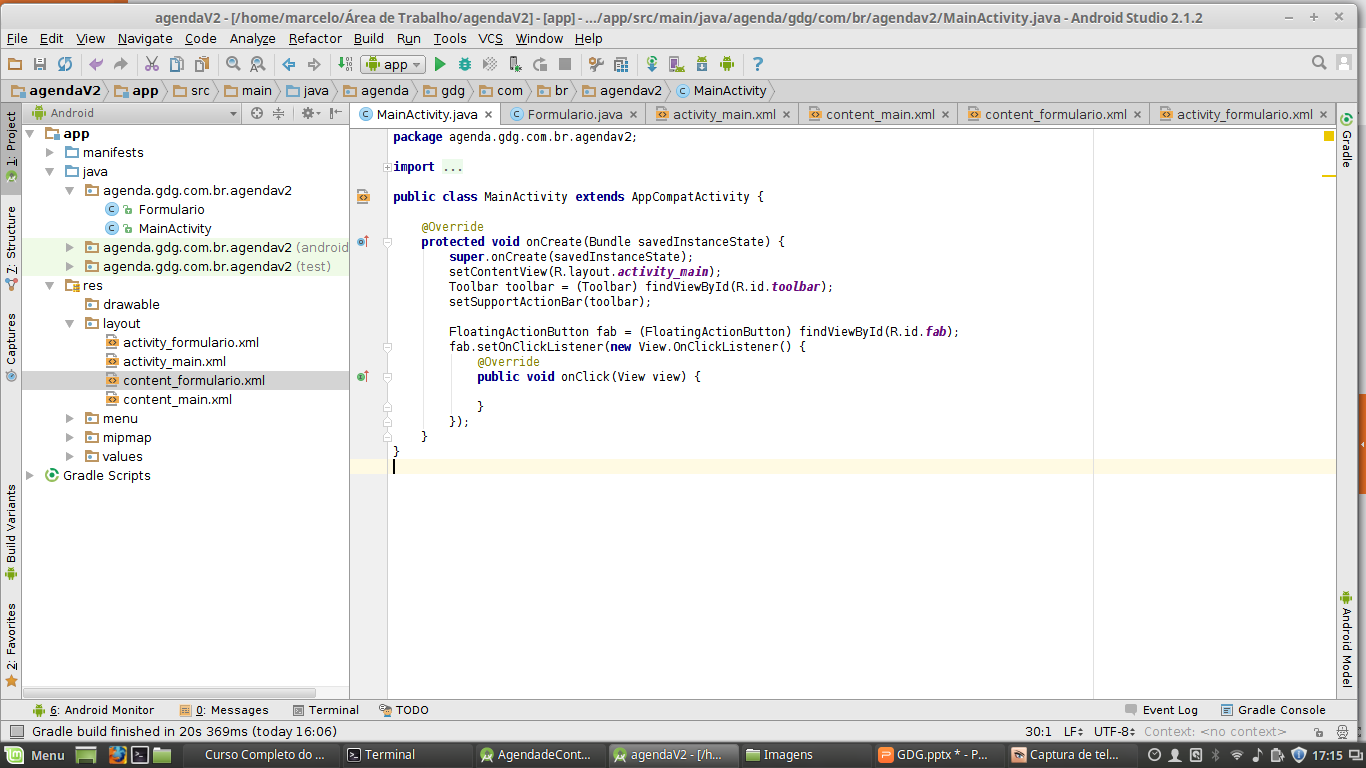 agendaV2 - [/home/marcelo/Área de Trabalho/agendaV2] - [app] - .../app/src/main/java/agenda/gdg/com/br/agendav2/MainActivity.java - Android Studio 2.1.2
File Edit View Navigate Code Analyze Refactor Build Run Tools VCS Window Help
app
agendaV2 app src main java agenda gdg com br agendav2 MainActivity
Android
MainActivity.java Formulario.java activity_main.xml content_main.xml content_formulario.xml activity_formulario.xml
1: Project
7: Structure
Captures
Build Variants
2: Favorites
app
manifests
java
agenda.gdg.com.br.agendav2
Formulario
MainActivity
agenda.gdg.com.br.agendav2 (android
agenda.gdg.com.br.agendav2 (test)
res
drawable
layout
activity_formulario.xml
activity_main.xml
content_formulario.xml
content_main.xml
menu
mipmap
values
Gradle Scripts
package agenda.gdg.com.br.agendav2;
import ...
public class MainActivity extends AppCompatActivity {
@Override
protected void onCreate(Bundle savedInstanceState) {
super.onCreate(savedInstanceState);
setContentView(R.layout.activity_main);
Toolbar toolbar = (Toolbar) findViewById(R.id.toolbar);
setSupportActionBar(toolbar);
FloatingActionButton fab = (FloatingActionButton) findViewById(R.id.fab);
fab.setOnClickListener(new View.OnClickListener() {
@Override
public void onClick(View view) {
}
});
}
}
Gradle
Android Model
6: Android Monitor 0: Messages Terminal TODO Event Log Gradle Console
Gradle build finished in 20s 369ms (today 16:06) 30:1 LF UTF-8 Context: <no context>
Menu Curso Completo do ... Terminal AgendadeCont... agendaV2 - [/h... Imagens GDG.pptx * - P... Captura de tel... 17:15